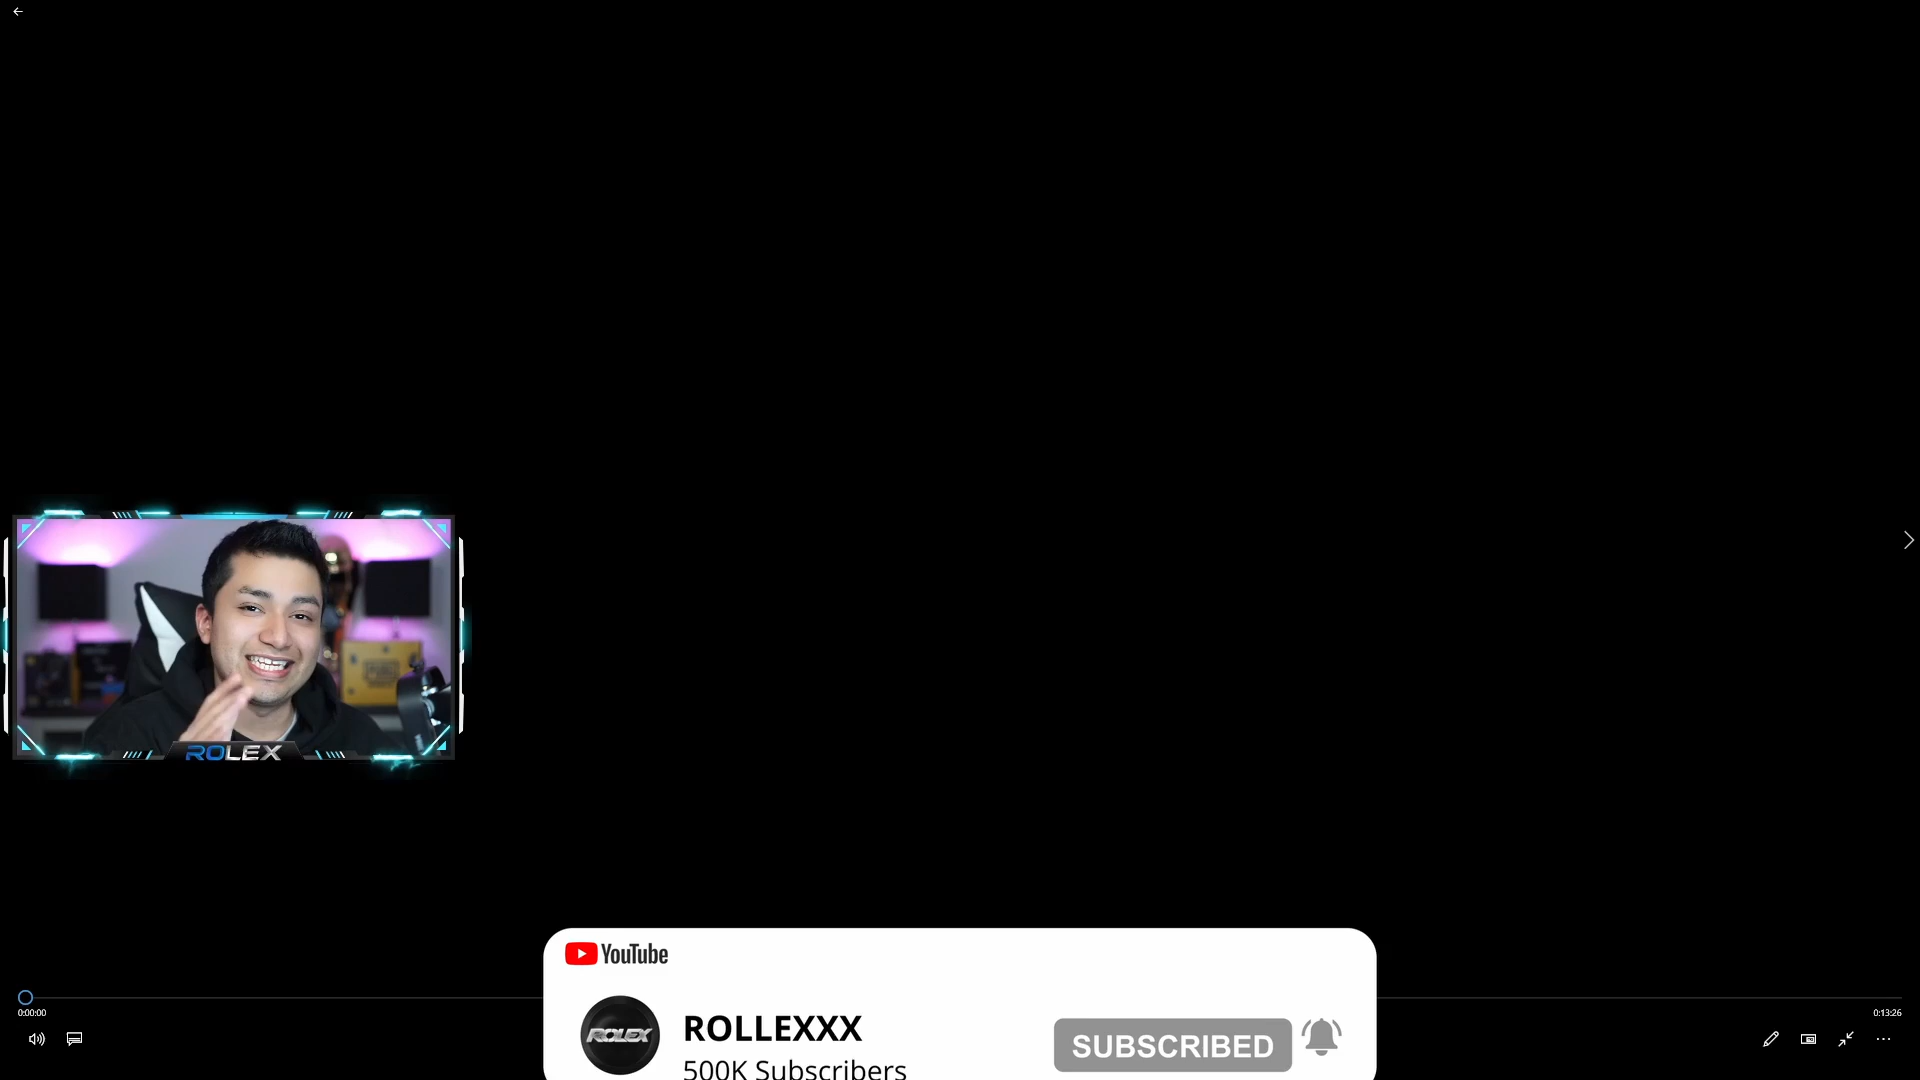 ROLEX
YouTube
0:00:00
0:13:26
ROLEX
ROLLEXXX
SUBSCRIBED
500K Subscribers